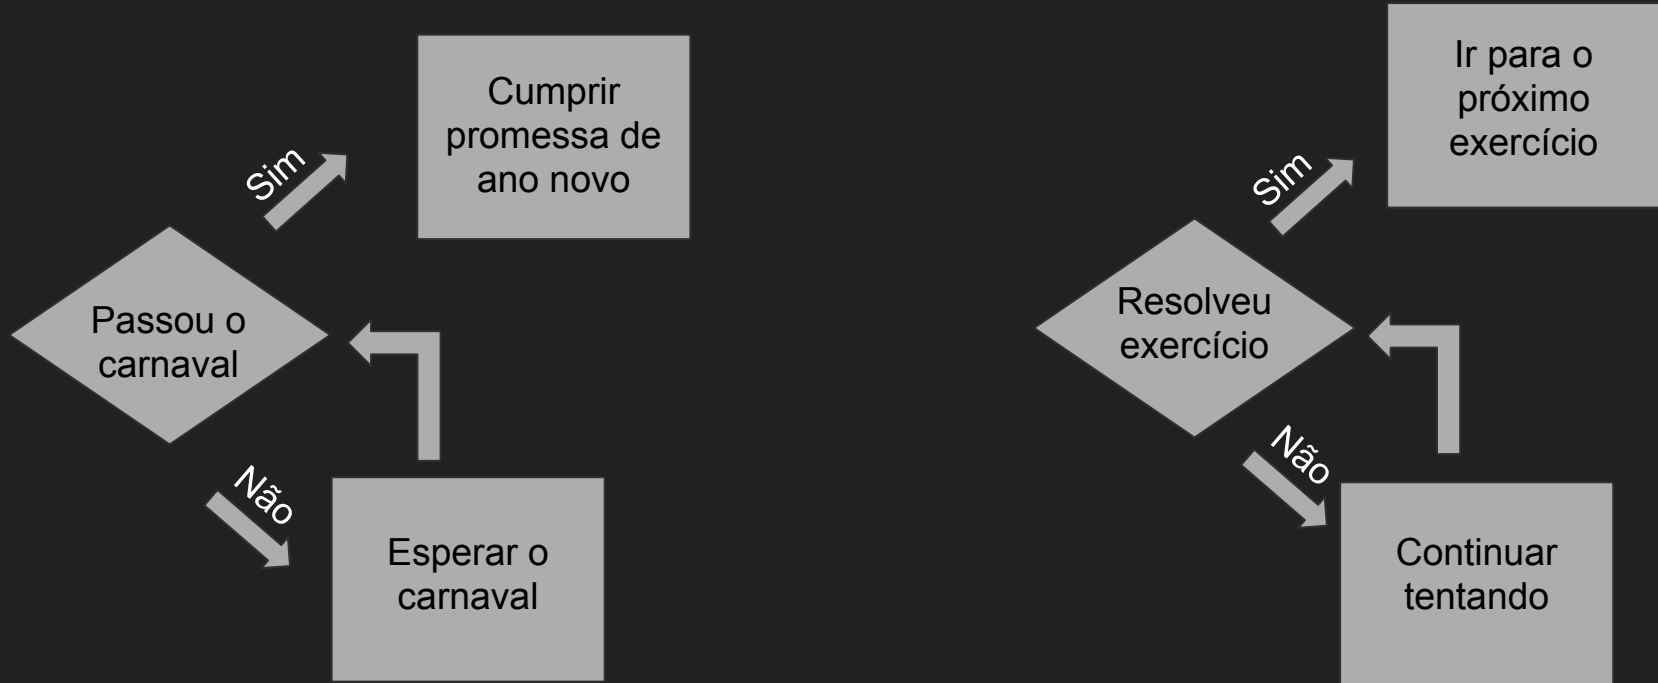 Cumprir
promessa de
ano novo
Sim
Passou o
carnaval
Não
Esperar o
carnaval
Ir para o
próximo
exercício
Sim
Resolveu
exercício
Não
Continuar
tentando